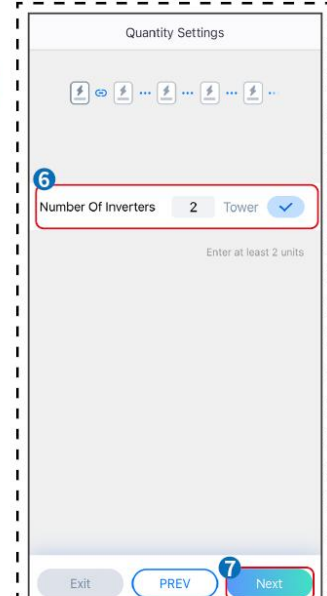 Quantity Settings
6
Number Of Inverters 2 Tower
Enter at least 2 units
7
Exit PREV Next